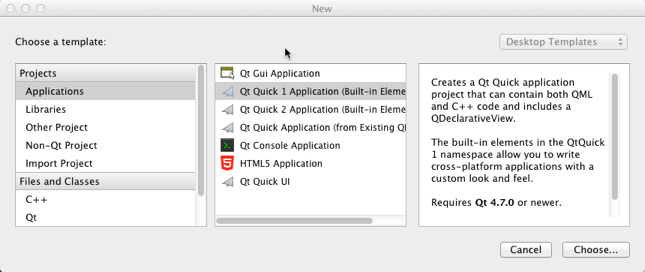 New
Choose a template:
Desktop Templates
Projects
Applications
Libraries
Other Project
Non-Qt Project
Import Project
Files and Classes
C++
Qt
Qt Gui Application
Qt Quick 1 Application (Built-in Eleme
Qt Quick 2 Application (Built-in Eleme
Qt Quick Application (from Existing Q
Qt Console Application
HTML5 Application
Qt Quick UI
Creates a Qt Quick application
project that can contain both QML
and C++ code and includes a
QDeclarativeView.
The built-in elements in the QtQuick
1 namespace allow you to write
cross-platform applications with a
custom look and feel.
Requires Qt 4.7.0 or newer.
Cancel
Choose...